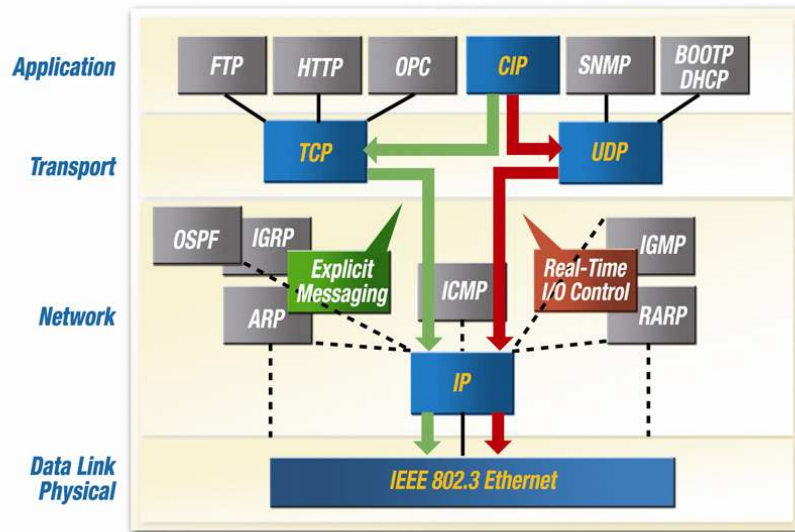 Application
FTP
HTTP
OPC
CIP
SNMP
BOOTP
DHCP
Transport
TCP
UDP
Network
OSPF
IGRP
ARP
Explicit
Messaging
ICMP
Real-Time
I/O Control
IGMP
RARP
IP
Data Link
Physical
IEEE 802.3 Ethernet